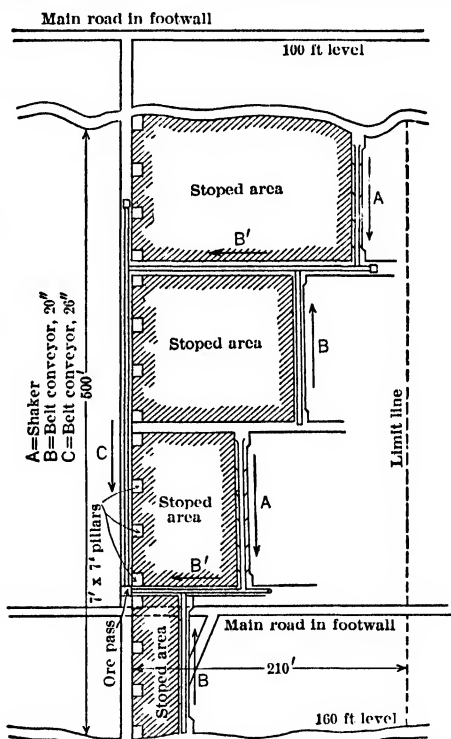 Main road in footwall
100 ft level
Stoped area
A
B'
A=Shaker
B=Belt conveyor, 20"
C=Belt conveyor, 26"
500'
Stoped area
B
Limit line
C
Stoped area
A
7' x 7' pillars
B'
Ore pass
Main road in footwall
Stoped area
B
210'
160 ft level